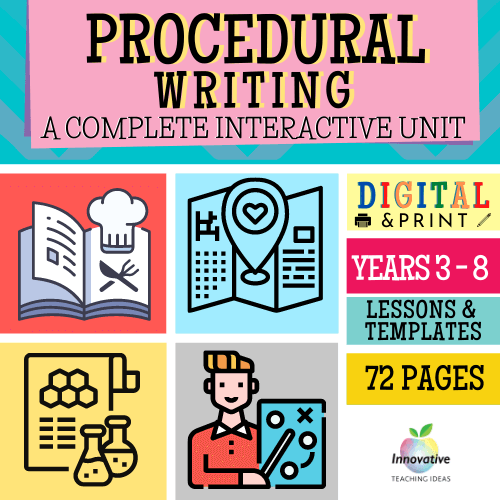 PROCEDURAL
WRITING
A COMPLETE INTERACTIVE UNIT
DIGITAL
& PRINT
YEARS 3 - 8
LESSONS &
TEMPLATES
72 PAGES
Innovative
TEACHING IDEAS